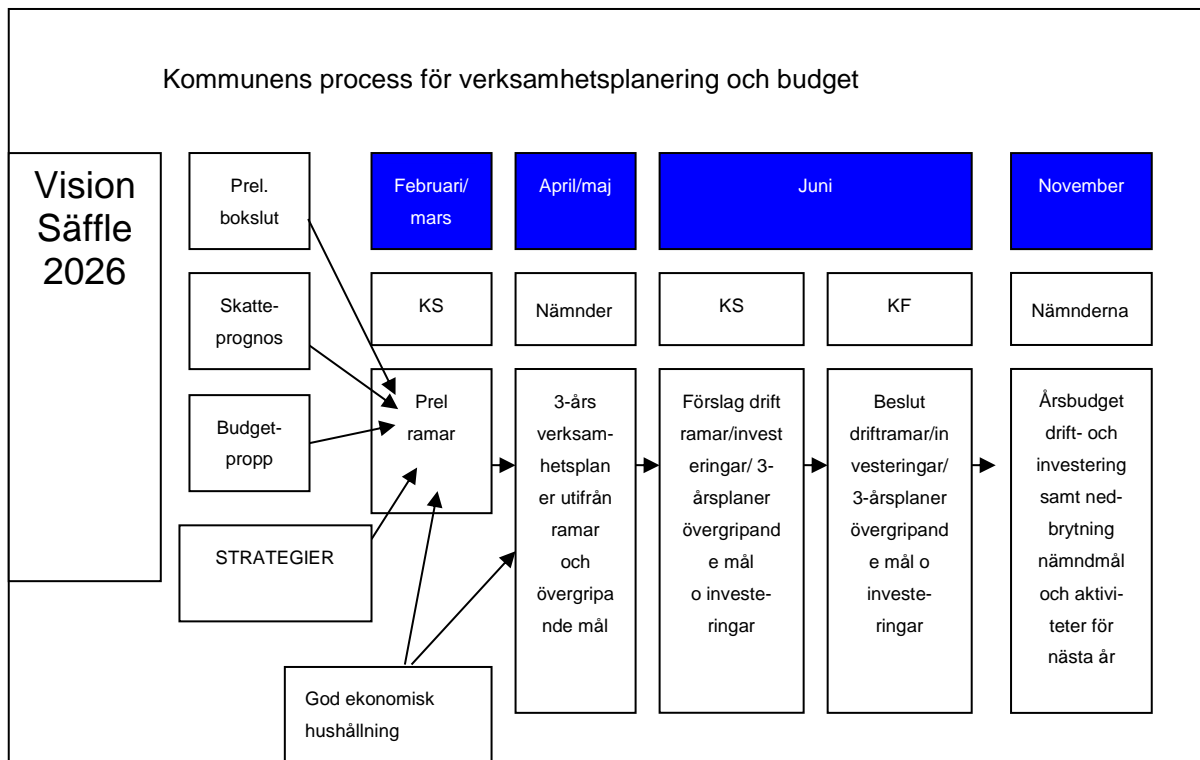 Kommunens process för verksamhetsplanering och budget
Vision
Säffle
2026
Prel.
bokslut
Februari/
mars
April/maj
Juni
November
Skatte-
prognos
KS
Nämnder
KS
KF
Nämnderna
Budget-
propp
Prel
ramar
3-års
verksam-
hetsplan
er utifrån
ramar
och
övergripa
nde mål
Förslag drift
ramar/invest
eringar/ 3-
årsplaner
övergripand
e mål
o investe-
ringar
Beslut
driftramar/in
vesteringar/
3-årsplaner
övergripand
e mål o
investe-
ringar
Årsbudget
drift- och
investering
samt ned-
brytning
nämndmål
och aktivi-
teter för
nästa år
STRATEGIER
God ekonomisk
hushållning